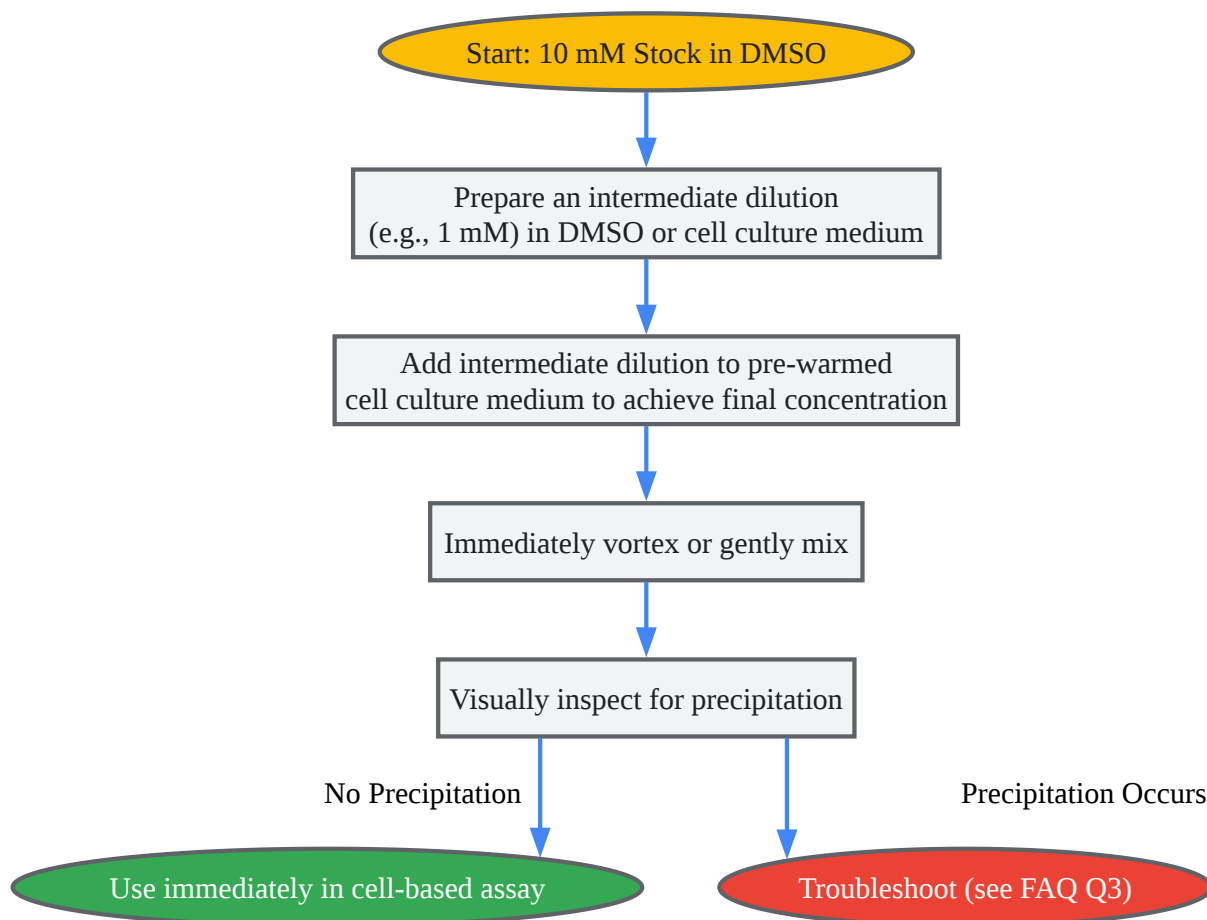 Start: 10 mM Stock in DMSO
Prepare an intermediate dilution
(e.g., 1 mM) in DMSO or cell culture medium
Add intermediate dilution to pre-warmed
cell culture medium to achieve final concentration
Immediately vortex or gently mix
Visually inspect for precipitation
No Precipitation
Precipitation Occurs
Use immediately in cell-based assay
Troubleshoot (see FAQ Q3)